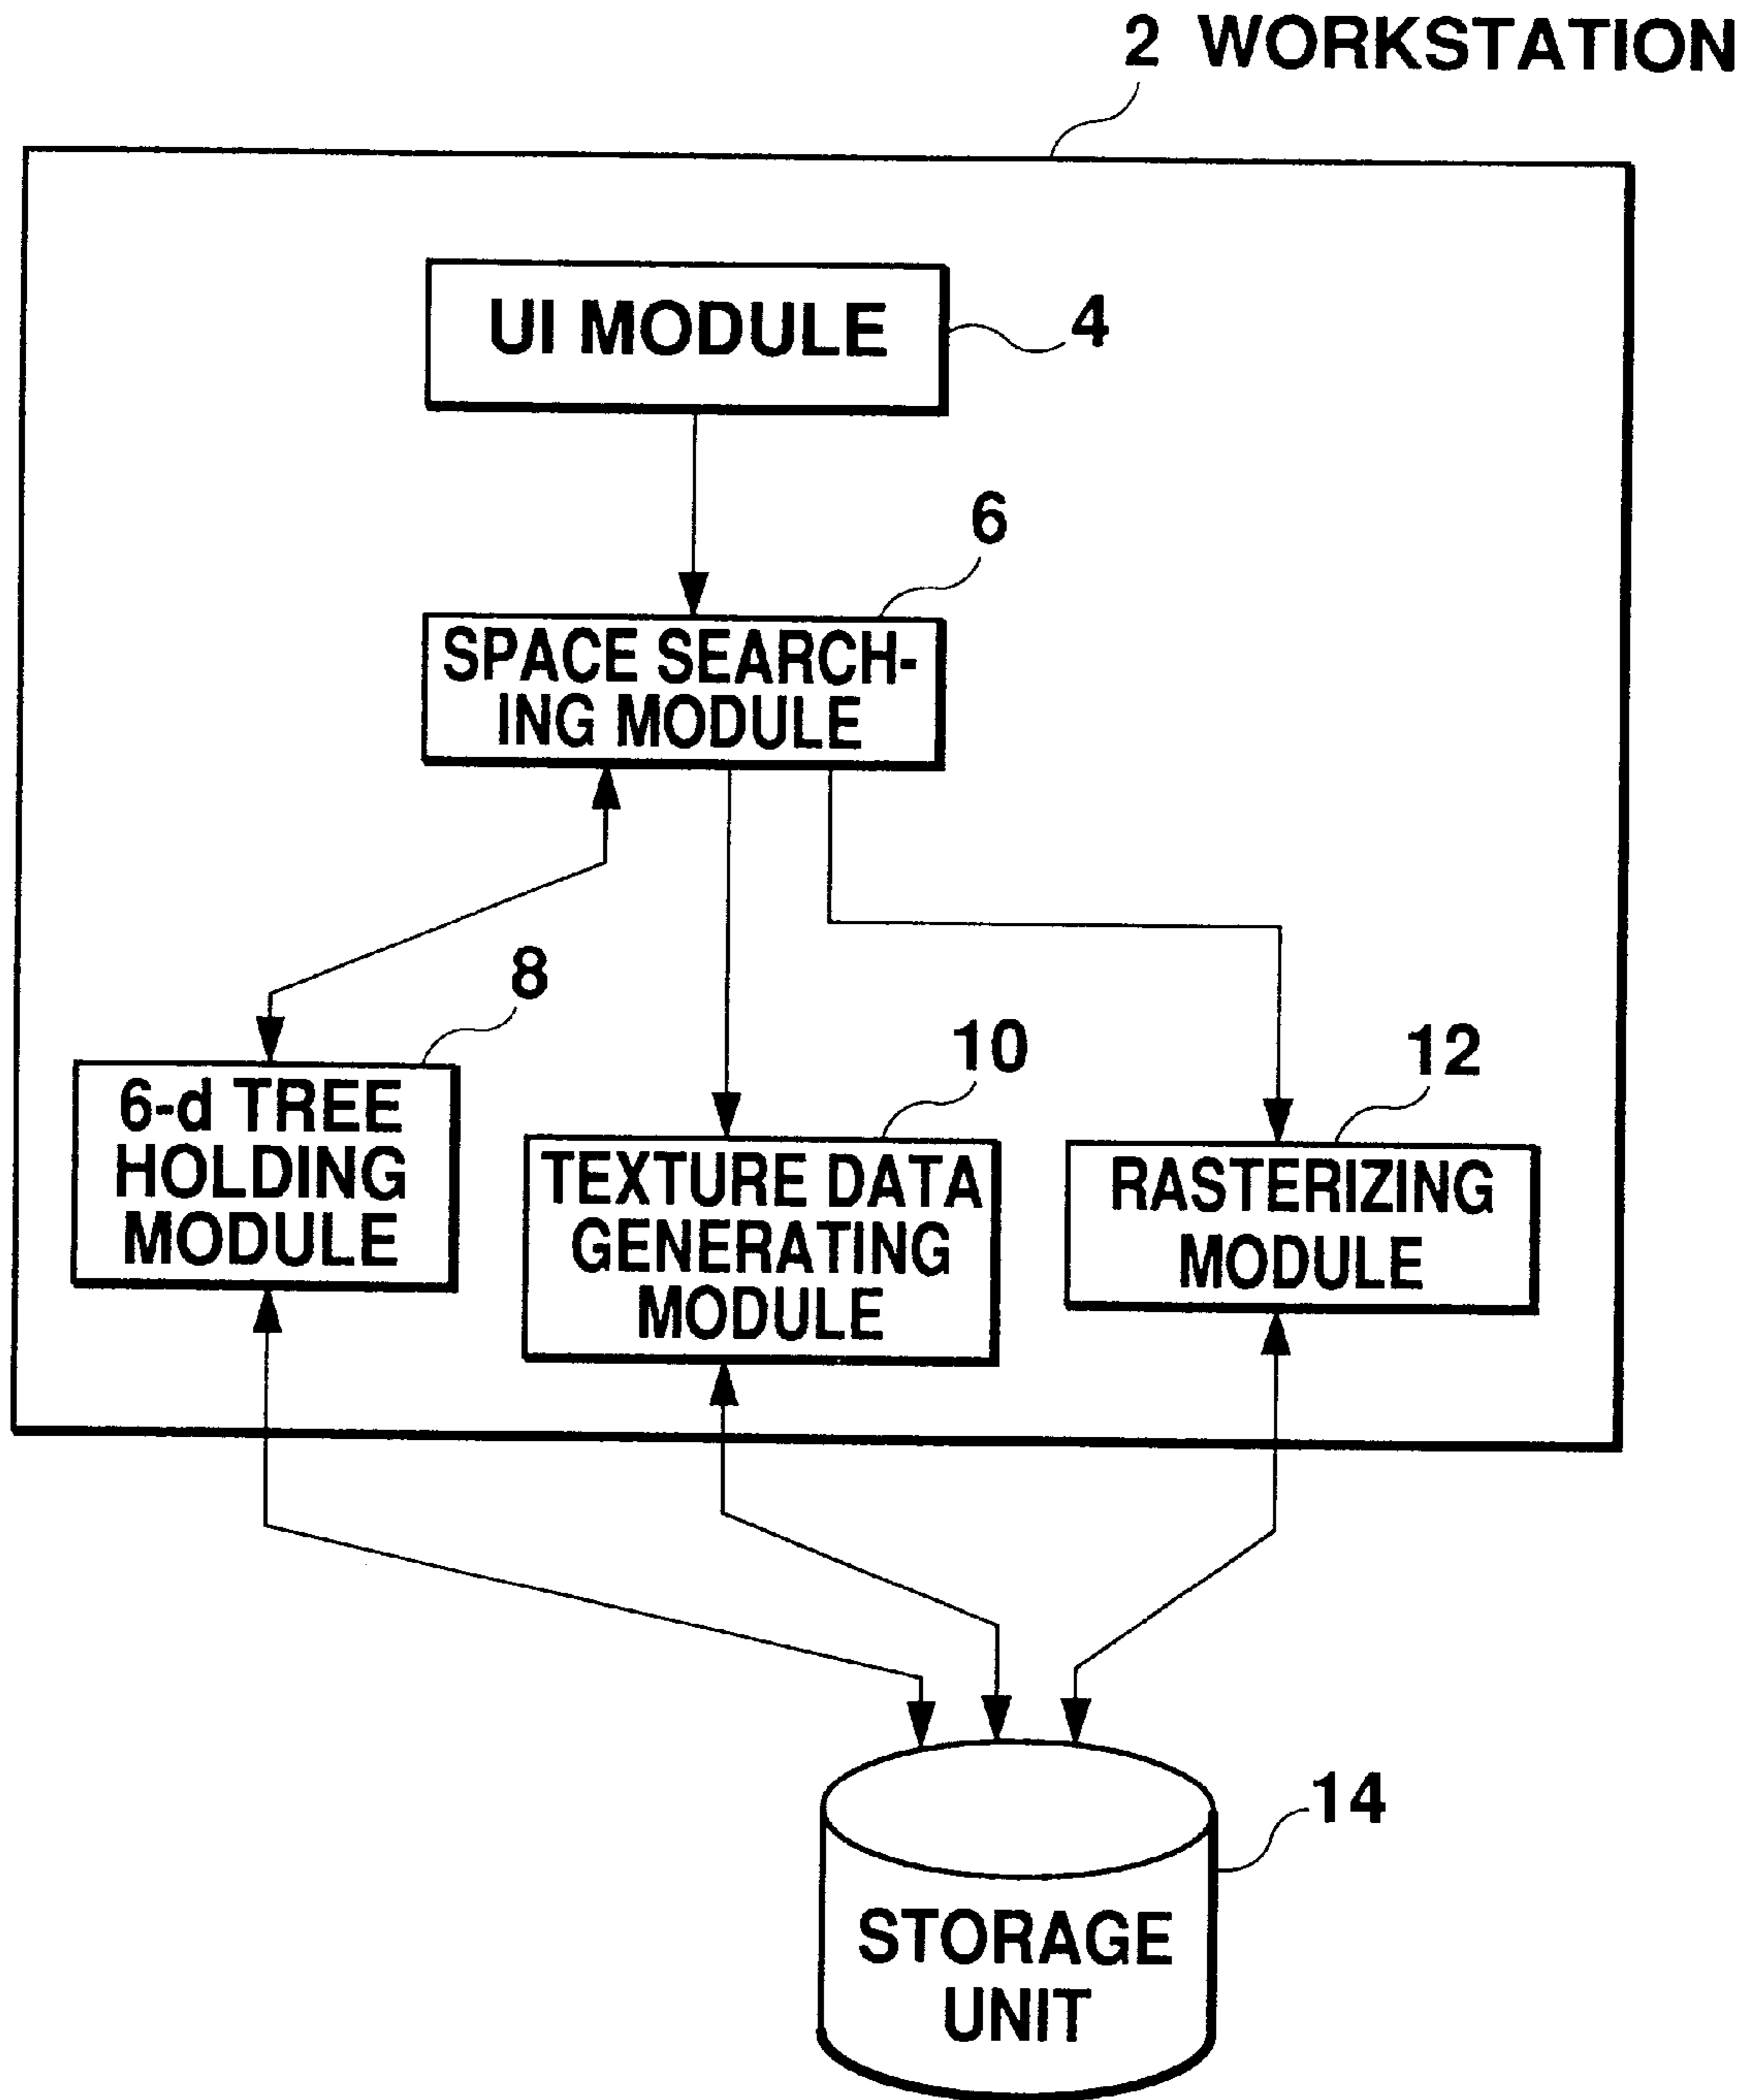 2 WORKSTATION
UI MODULE
4
6
SPACE SEARCH-
ING MODULE
8
6-d TREE
HOLDING
MODULE
10
TEXTURE DATA
GENERATING
MODULE
12
RASTERIZING
MODULE
14
STORAGE
UNIT